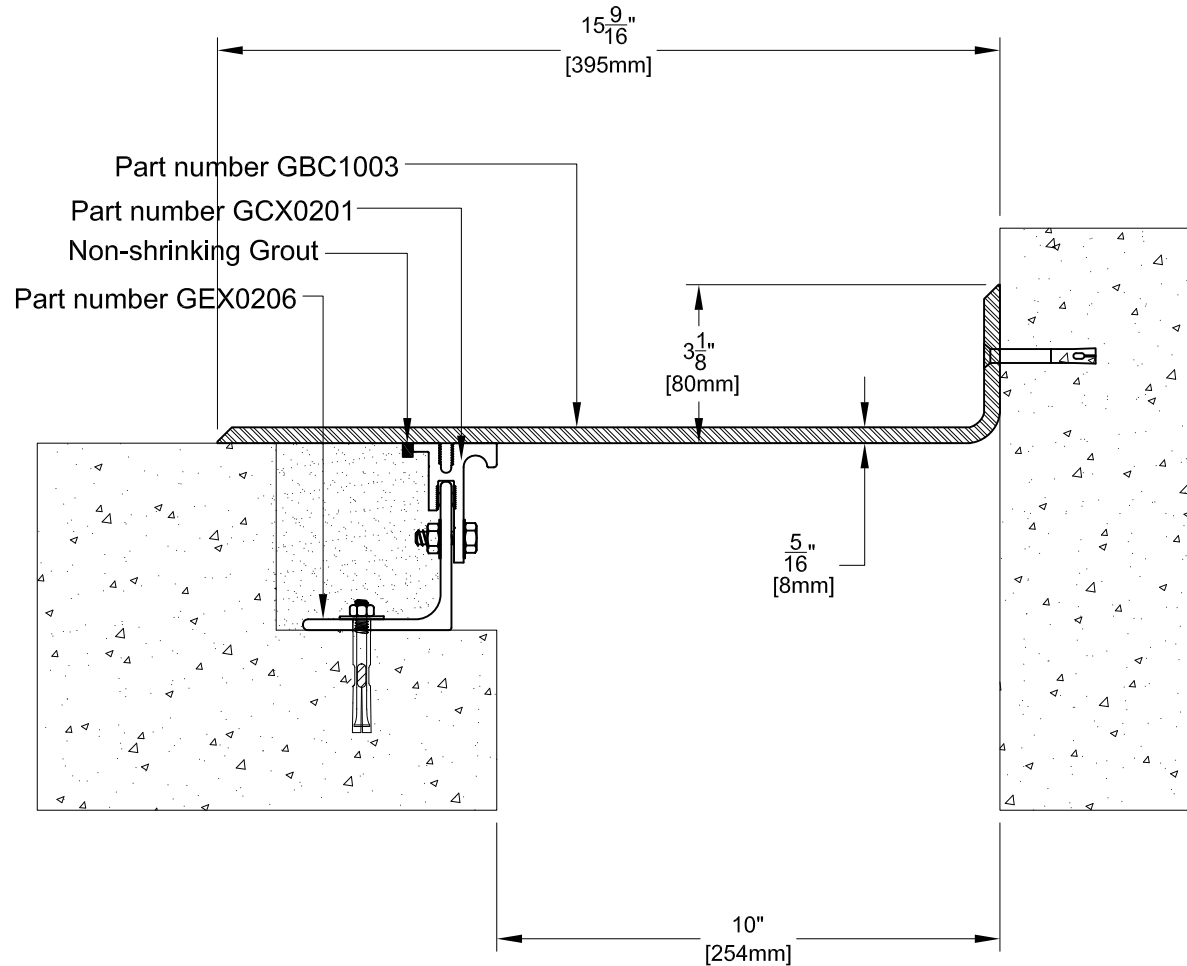 15 9/16"
[395mm]
Part number GBC1003
Part number GCX0201
Non-shrinking Grout
Part number GEX0206
3 1/8"
[80mm]
5/16"
[8mm]
10"
[254mm]